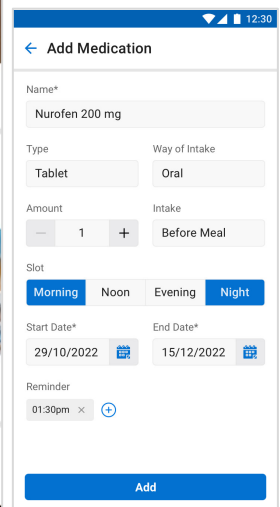 12:30
Add Medication
Name*
Nurofen 200 mg
Type Way of Intake
Tablet Oral
Amount Intake
1 Before Meal
Slot
Morning Noon Evening Night
Start Date* End Date*
29/10/2022 15/12/2022
Reminder
01:30pm
Add